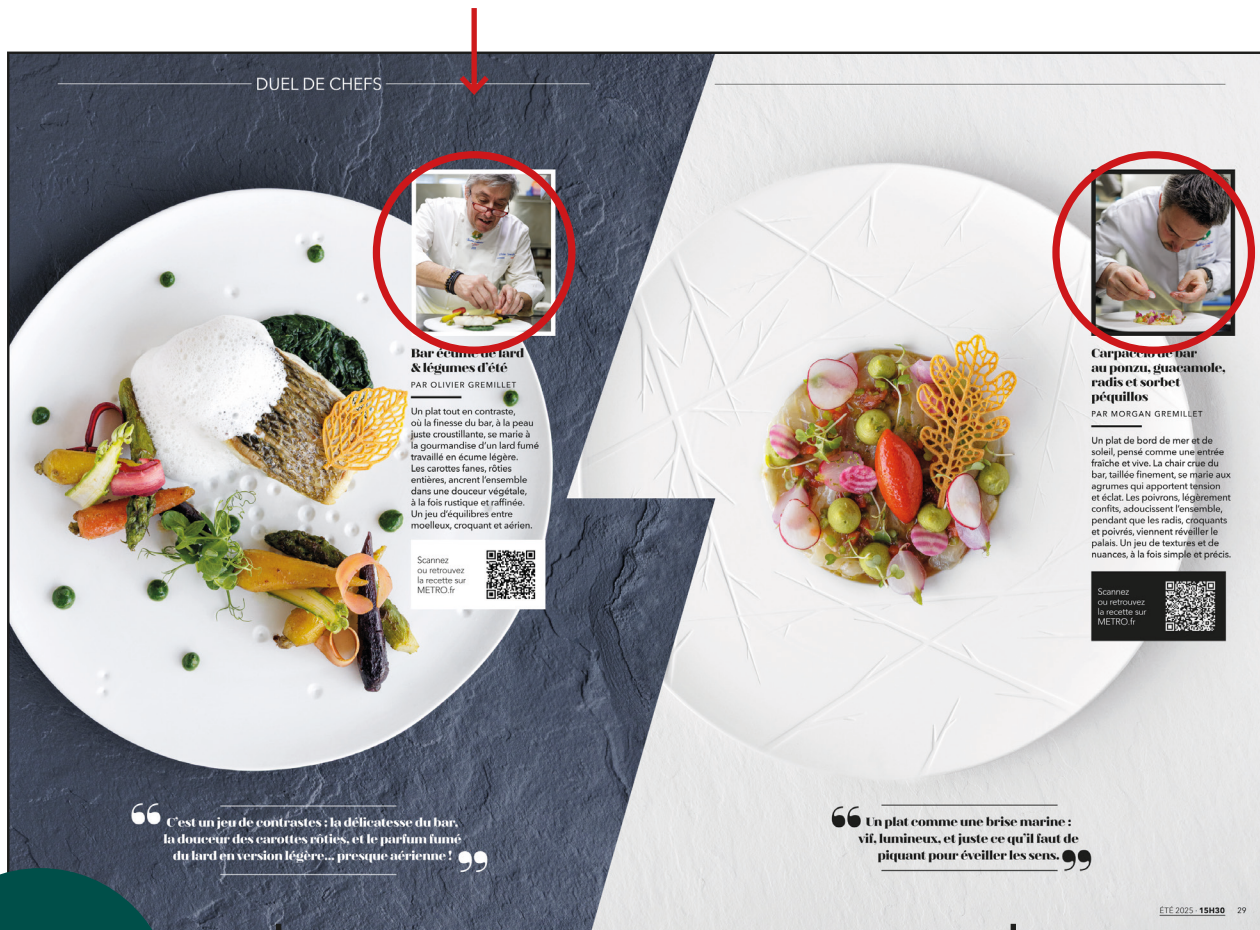 DUEL DE CHEFS
Bar écume de lard
& légumes d'été
PAR OLIVIER GREMILLET
Un plat tout en contraste,
où la finesse du bar, à la peau
juste croustillante, se marie à
la gourmandise d'un lard fumé
travaillé en écume légère.
Les carottes fanes, rôties
entières, ancrent l'ensemble
dans une douceur végétale,
à la fois rustique et raffinée.
Un jeu d'équilibres entre
moelleux, croquant et aérien.
Scannez
ou retrouvez
la recette sur
METRO.fr
“ C'est un jeu de contrastes : la délicatesse du bar,
la douceur des carottes rôties, et le parfum fumé
du lard en version légère... presque aérienne ! ”
Carpaccio de bar
au ponzu, guacamole,
radis et sorbet
péquillos
PAR MORGAN GREMILLET
Un plat de bord de mer et de
soleil, pensé comme une entrée
fraîche et vive. La chair crue du
bar, taillée finement, se marie aux
agrumes qui apportent tension
et éclat. Les poivrons, légèrement
confits, adoucissent l'ensemble,
pendant que les radis, croquants
et poivrés, viennent réveiller le
palais. Un jeu de textures et de
nuances, à la fois simple et précis.
Scannez
ou retrouvez
la recette sur
METRO.fr
“ Un plat comme une brise marine :
vif, lumineux, et juste ce qu'il faut de
piquant pour éveiller les sens. ”
ÉTÉ 2025 · 15H30 29